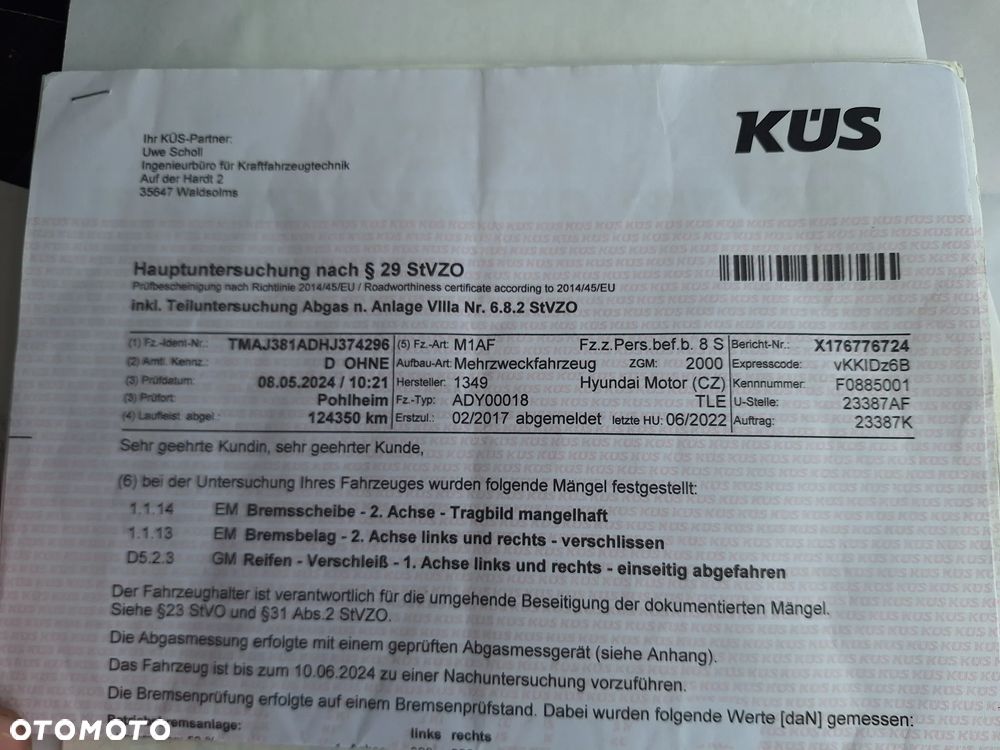 KÜS
Ihr KÜS-Partner:
Uwe Scholl
Ingenieurbüro für Kraftfahrzeugtechnik
Auf der Hardt 2
35647 Waldsolms
Hauptuntersuchung nach § 29 StVZO
Prüfbescheinigung nach Richtlinie 2014/45/EU / Roadworthiness certificate according to 2014/45/EU
inkl. Teiluntersuchung Abgas n. Anlage VIIIa Nr. 6.8.2 StVZO
(1) Fz.-Ident-Nr.: TMAJ381ADHJ374296 (5) Fz.-Art: M1AF Fz.z.Pers.bef.b. 8 S Bericht-Nr.: X176776724
(2) Amtl. Kennz.: D OHNE Aufbau-Art: Mehrzweckfahrzeug ZGM: 2000 Expresscode: vKKIDz6B
(3) Prüfdatum: 08.05.2024 / 10:21 Hersteller: 1349 Hyundai Motor (CZ) Kennnummer: F0885001
(3) Prüfort: Pohlheim Fz.-Typ: ADY00018 TLE U-Stelle: 23387AF
(4) Laufleist. abgel.: 124350 km Erstzul.: 02/2017 abgemeldet letzte HU: 06/2022 Auftrag: 23387K
Sehr geehrte Kundin, sehr geehrter Kunde,
(6) bei der Untersuchung Ihres Fahrzeuges wurden folgende Mängel festgestellt:
1.1.14 EM Bremsscheibe - 2. Achse - Tragbild mangelhaft
1.1.13 EM Bremsbelag - 2. Achse links und rechts - verschlissen
D5.2.3 GM Reifen - Verschleiß - 1. Achse links und rechts - einseitig abgefahren
Der Fahrzeughalter ist verantwortlich für die umgehende Beseitigung der dokumentierten Mängel.
Siehe §23 StVO und §31 Abs.2 StVZO.
Die Abgasmessung erfolgte mit einem geprüften Abgasmessgerät (siehe Anhang).
Das Fahrzeug ist bis zum 10.06.2024 zu einer Nachuntersuchung vorzuführen.
Die Bremsenprüfung erfolgte auf einem Bremsenprüfstand. Dabei wurden folgende Werte [daN] gemessen:
links rechts
OTOMOTO